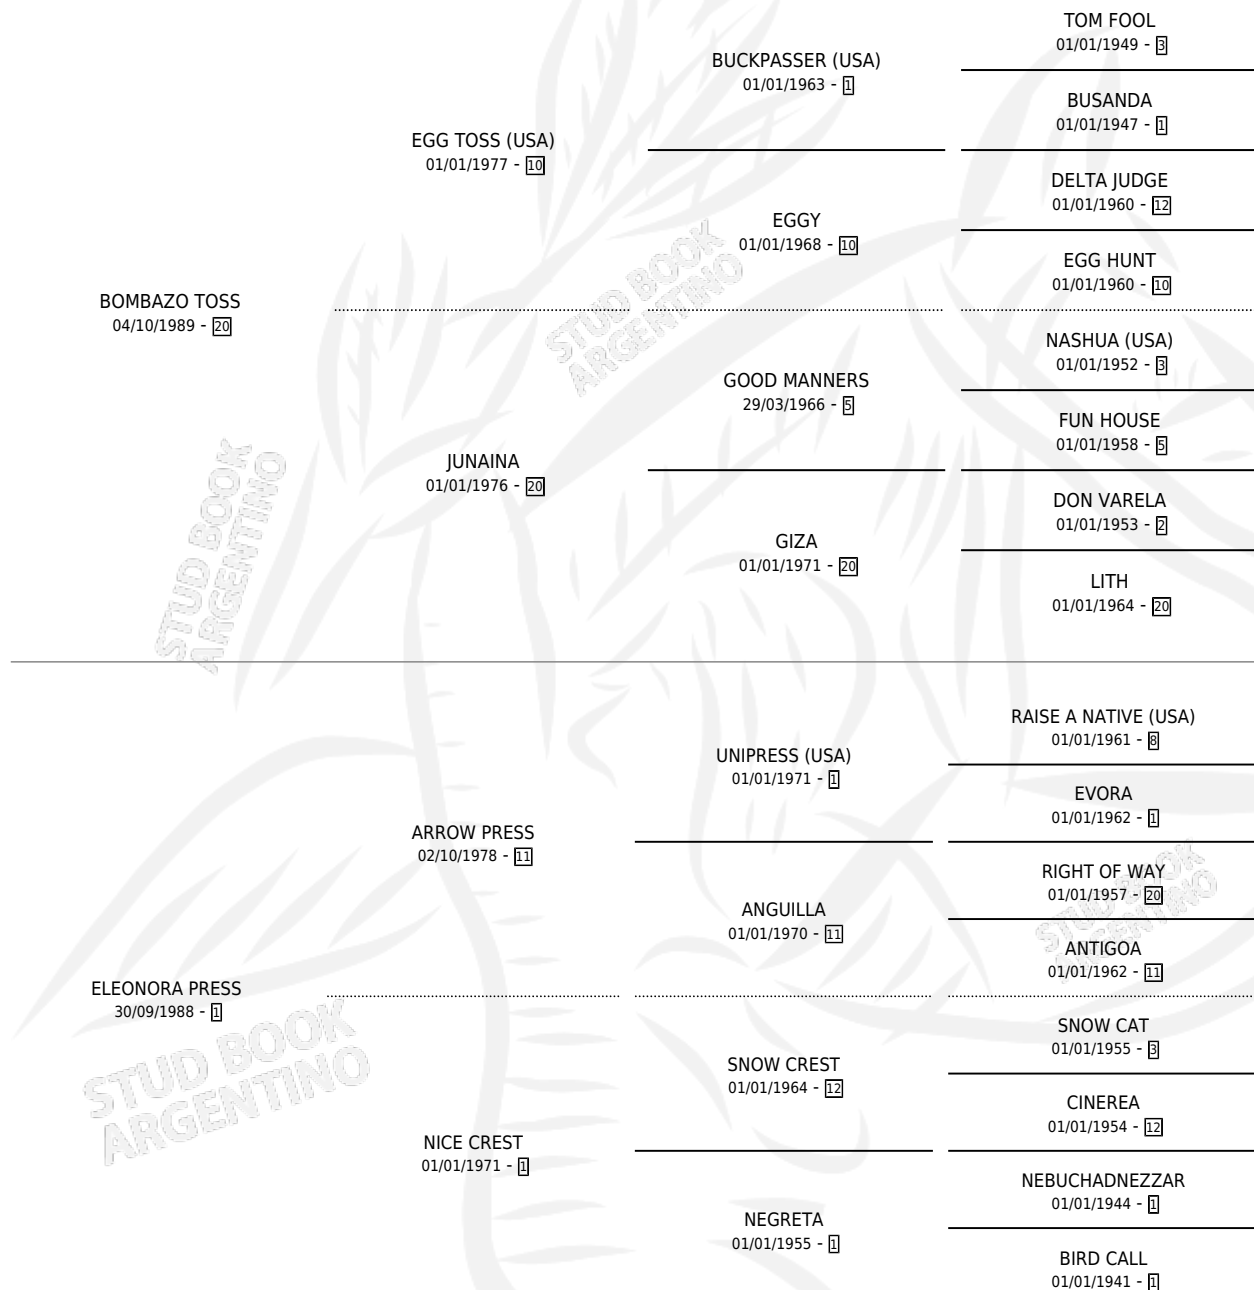 TOM FOOL
01/01/1949 - 3
BUCKPASSER (USA)
01/01/1963 - 1
BUSANDA
01/01/1947 - 1
EGG TOSS (USA)
01/01/1977 - 10
DELTA JUDGE
01/01/1960 - 12
EGGY
01/01/1968 - 10
EGG HUNT
01/01/1960 - 10
BOMBAZO TOSS
04/10/1989 - 20
STUD BOOK
ARGENTINO
NASHUA (USA)
01/01/1952 - 3
GOOD MANNERS
29/03/1966 - 5
FUN HOUSE
01/01/1958 - 5
JUNAINA
01/01/1976 - 20
DON VARELA
01/01/1953 - 2
GIZA
01/01/1971 - 20
LITH
01/01/1964 - 20
STUD BOOK
ARGENTINO
RAISE A NATIVE (USA)
01/01/1961 - 8
UNIPRESS (USA)
01/01/1971 - 1
EVORA
01/01/1962 - 1
ARROW PRESS
02/10/1978 - 11
RIGHT OF WAY
01/01/1957 - 20
ANGUILLA
01/01/1970 - 11
STUD BOOK
ARGENTINO
ANTIGOA
01/01/1962 - 11
ELEONORA PRESS
30/09/1988 - 1
STUD BOOK
ARGENTINO
SNOW CAT
01/01/1955 - 3
SNOW CREST
01/01/1964 - 12
CINEREA
01/01/1954 - 12
NICE CREST
01/01/1971 - 1
NEBUCHADNEZZAR
01/01/1944 - 1
NEGRETA
01/01/1955 - 1
BIRD CALL
01/01/1941 - 1